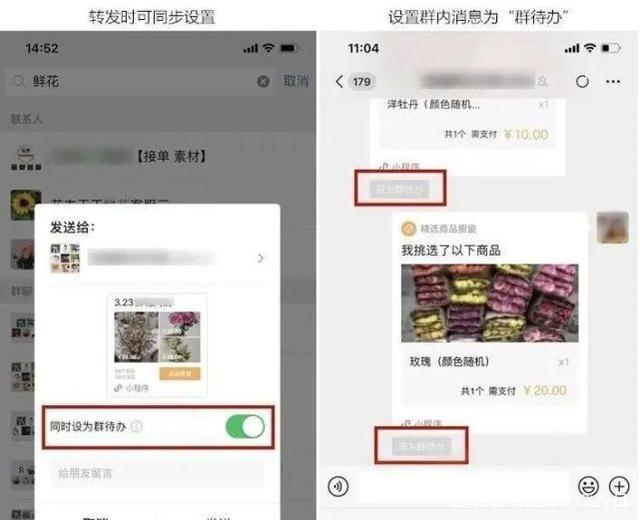 转发时可同步设置
设置群内消息为“群待办”
14:52
鲜花
取消
联系人
【接单 素材】
发送给：
3.23
小程序
同时设为群待办
给朋友留言
群聊
11:04
179
洋牡丹（颜色随机...
x1
共1个 需支付 ￥10.00
小程序
设为群待办
精选商品橱窗
我挑选了以下商品
玫瑰（颜色随机）
x1
共1个 需支付 ￥20.00
小程序
设为群待办